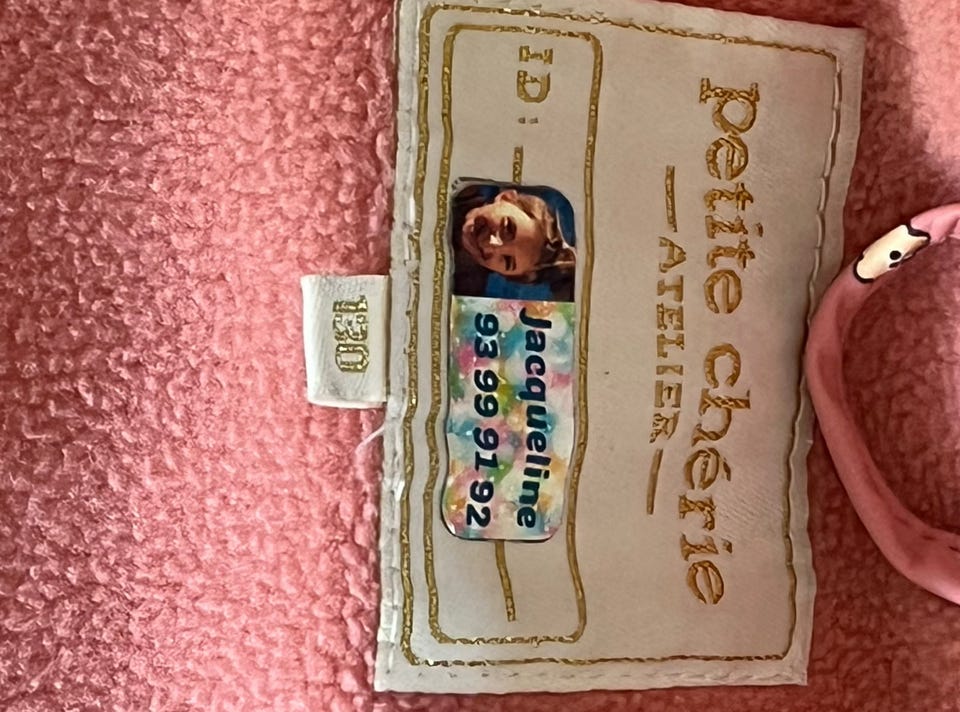 petite chérie
ATELIER
ID:
Jacqueline
93 99 91 92
130